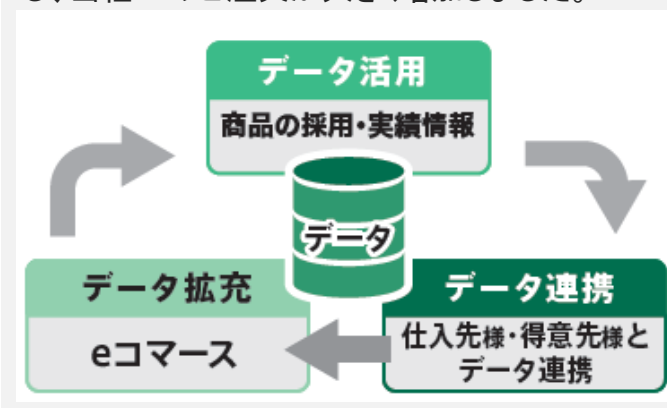 データ活用
商品の採用・実績情報
データ
データ拡充
eコマース
データ連携
仕入先様・得意先様と
データ連携